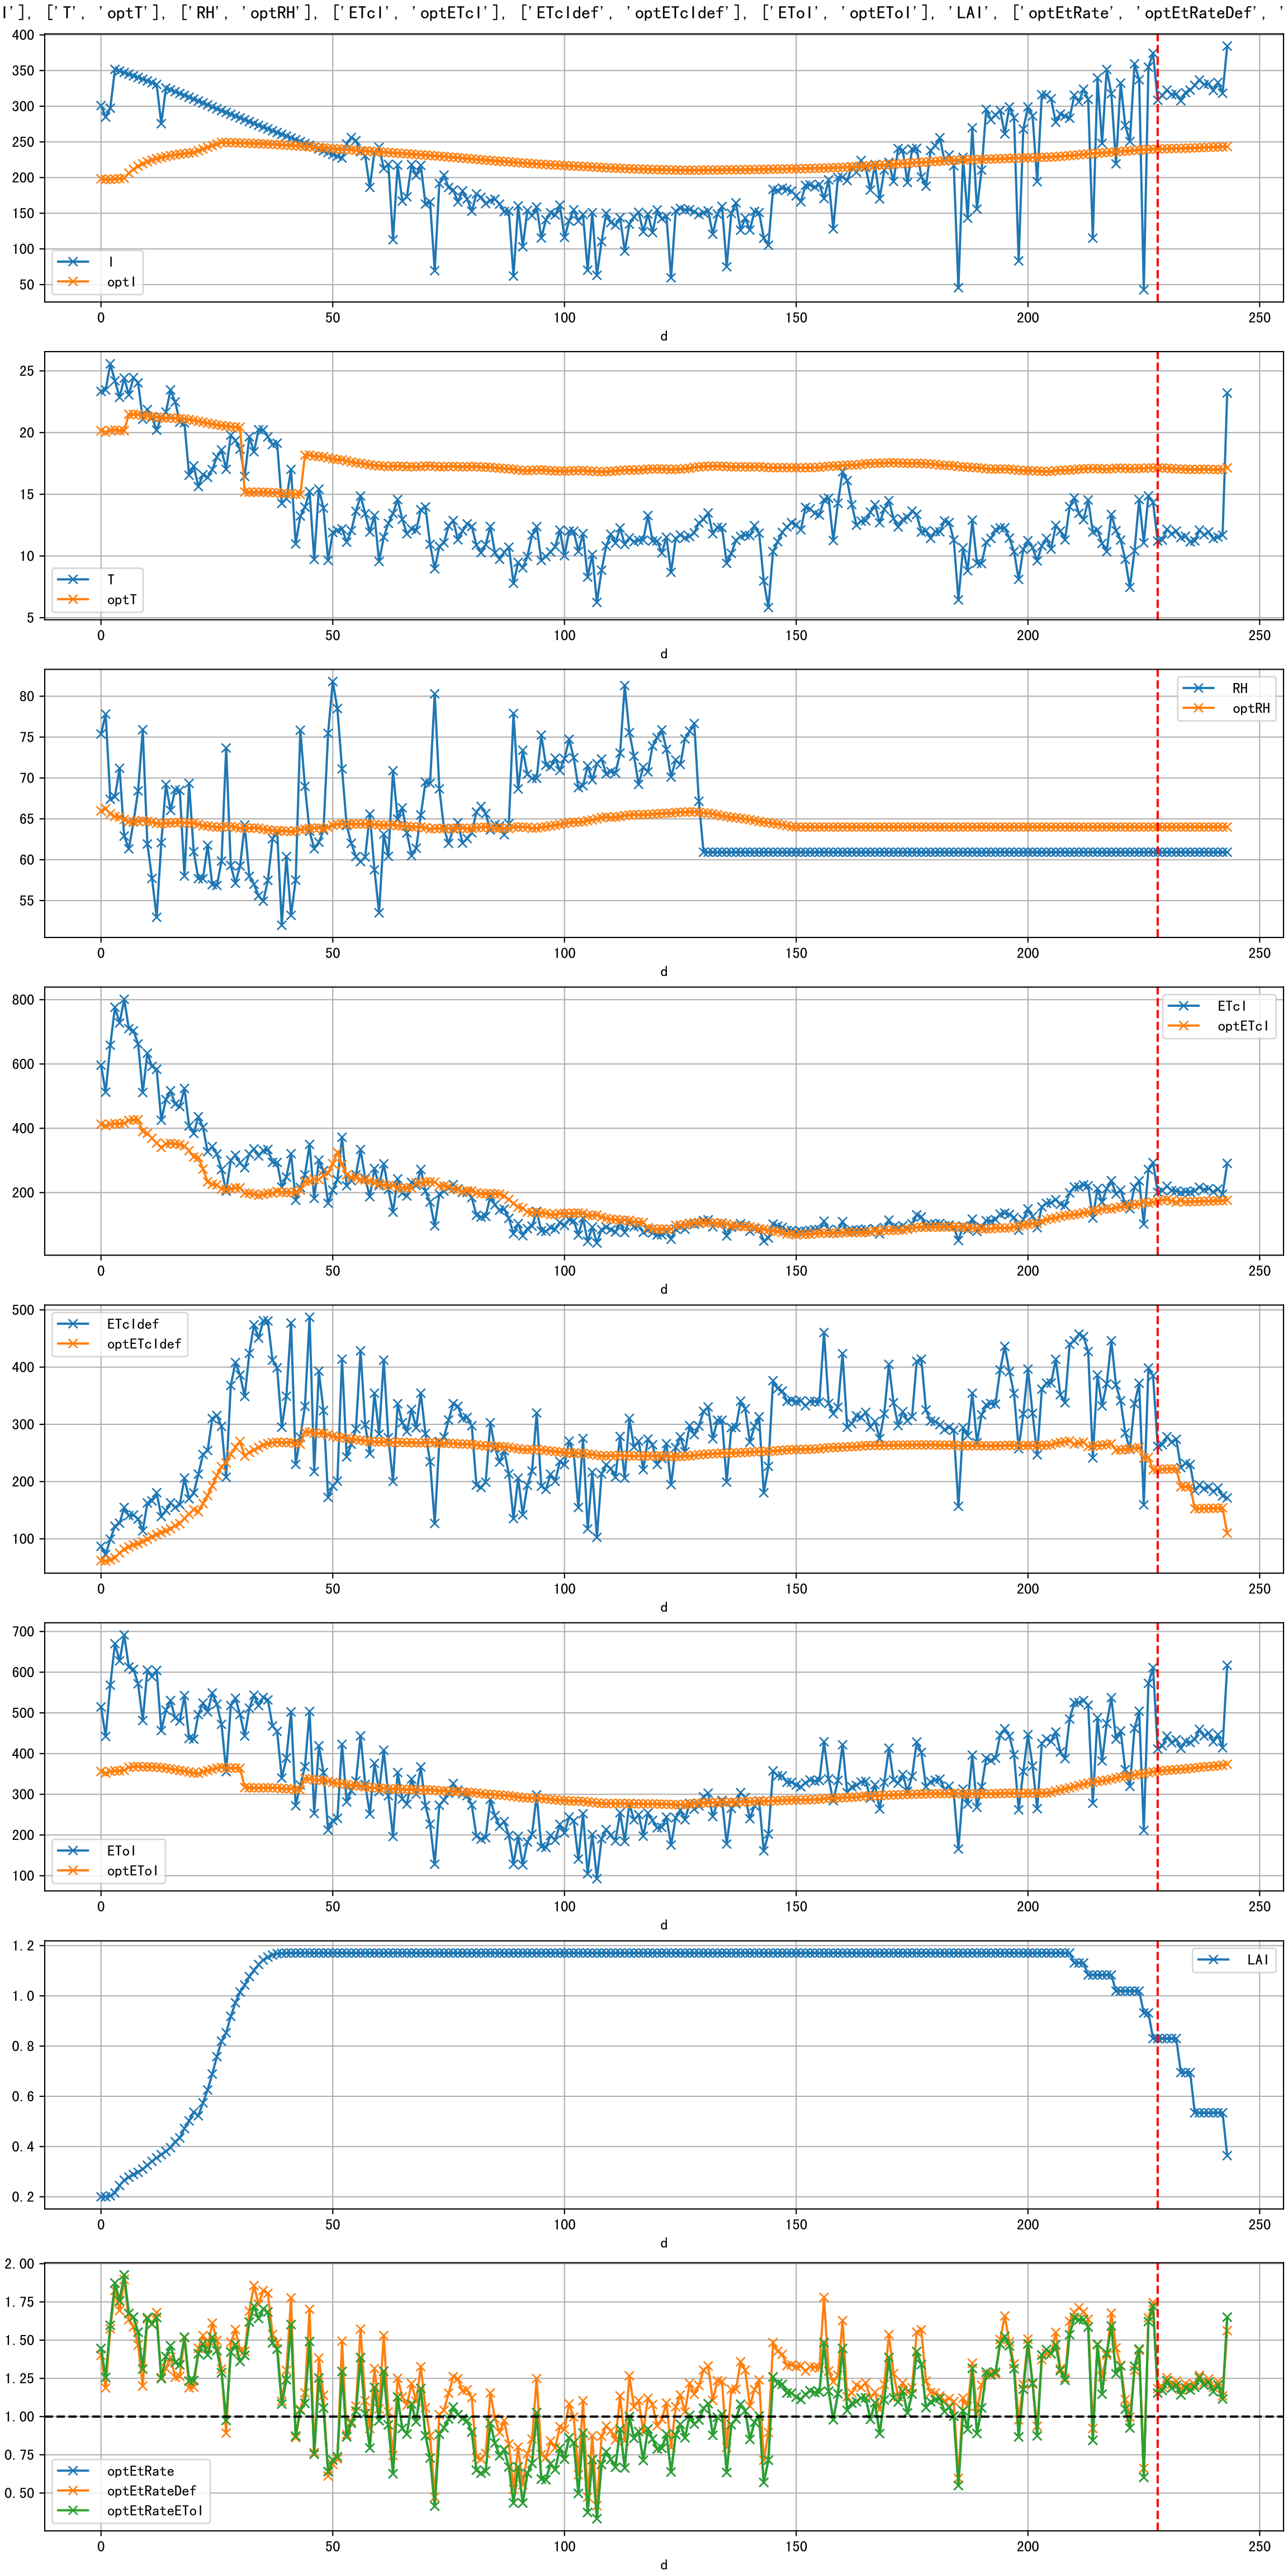 I'], ['T', 'optT'], ['RH', 'optRH'], ['ETcI', 'optETcI'], ['ETcIdef', 'optETcIdef'], ['EToI', 'optEToI'], 'LAI', ['optEtRate', 'optEtRateDef', '
400
350
300
250
200
150
100
50
I
optI
0 50 100 150 200 250
d
25
20
15
10
5
T
optT
0 50 100 150 200 250
d
80
75
70
65
60
55
RH
optRH
0 50 100 150 200 250
d
800
600
400
200
ETcI
optETcI
0 50 100 150 200 250
d
500
400
300
200
100
ETcIdef
optETcIdef
0 50 100 150 200 250
d
700
600
500
400
300
200
100
EToI
optEToI
0 50 100 150 200 250
d
1.2
1.0
0.8
0.6
0.4
0.2
LAI
0 50 100 150 200 250
d
2.00
1.75
1.50
1.25
1.00
0.75
0.50
optEtRate
optEtRateDef
optEtRateEToI
0 50 100 150 200 250
d